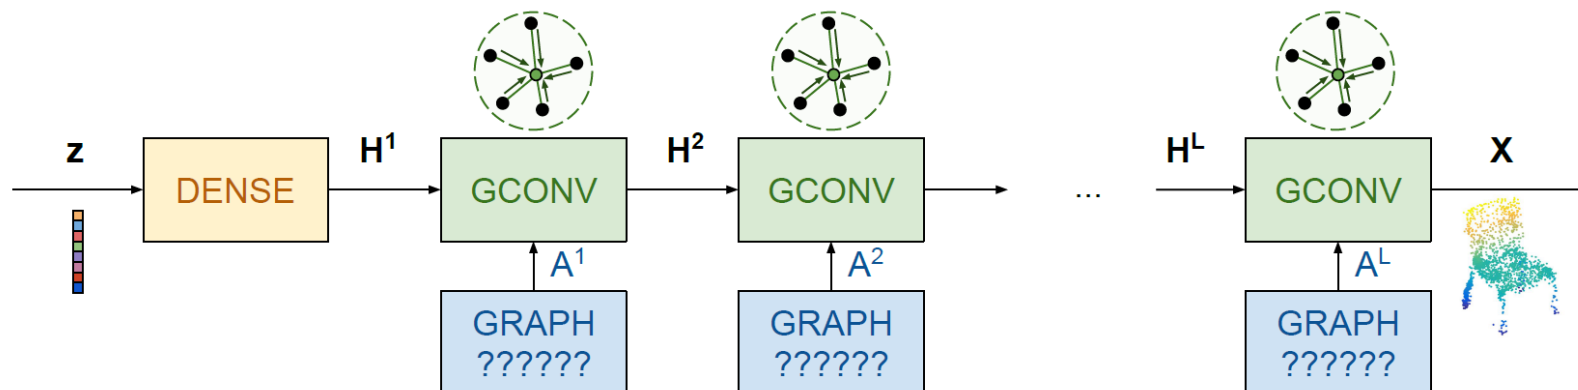 z
DENSE
H¹
GCONV
H²
GCONV
...
Hᴸ
GCONV
X
A¹
A²
Aᴸ
GRAPH
??????
GRAPH
??????
GRAPH
??????